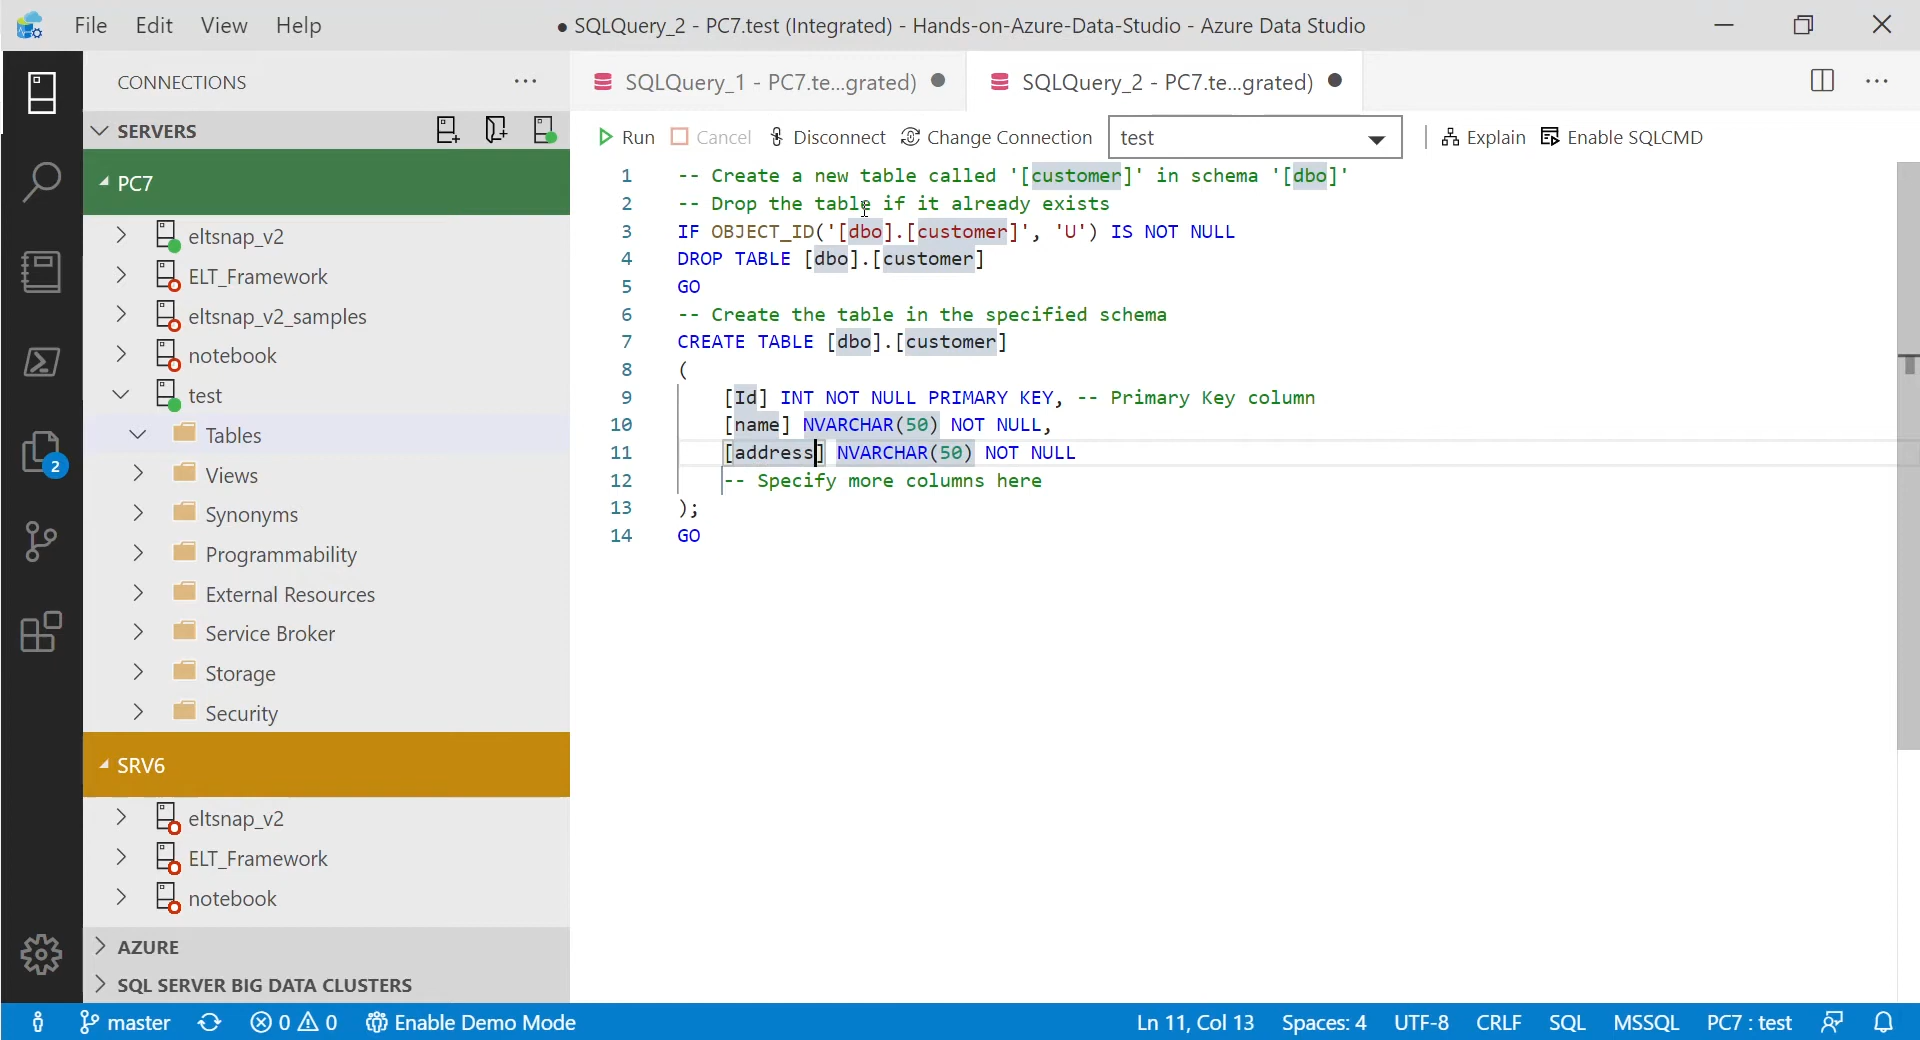 File Edit View Help
● SQLQuery_2 - PC7.test (Integrated) - Hands-on-Azure-Data-Studio - Azure Data Studio
CONNECTIONS
SERVERS
PC7
eltsnap_v2
ELT_Framework
eltsnap_v2_samples
notebook
test
Tables
Views
Synonyms
Programmability
External Resources
Service Broker
Storage
Security
SRV6
eltsnap_v2
ELT_Framework
notebook
AZURE
SQL SERVER BIG DATA CLUSTERS
2
SQLQuery_1 - PC7.te...grated)
SQLQuery_2 - PC7.te...grated)
Run Cancel Disconnect Change Connection test Explain Enable SQLCMD
1 -- Create a new table called '[customer]' in schema '[dbo]'
2 -- Drop the table if it already exists
3 IF OBJECT_ID('[dbo].[customer]', 'U') IS NOT NULL
4 DROP TABLE [dbo].[customer]
5 GO
6 -- Create the table in the specified schema
7 CREATE TABLE [dbo].[customer]
8 (
9 [Id] INT NOT NULL PRIMARY KEY, -- Primary Key column
10 [name] NVARCHAR(50) NOT NULL,
11 [address] NVARCHAR(50) NOT NULL
12 -- Specify more columns here
13 );
14 GO
master 0 0 Enable Demo Mode
Ln 11, Col 13 Spaces: 4 UTF-8 CRLF SQL MSSQL PC7 : test